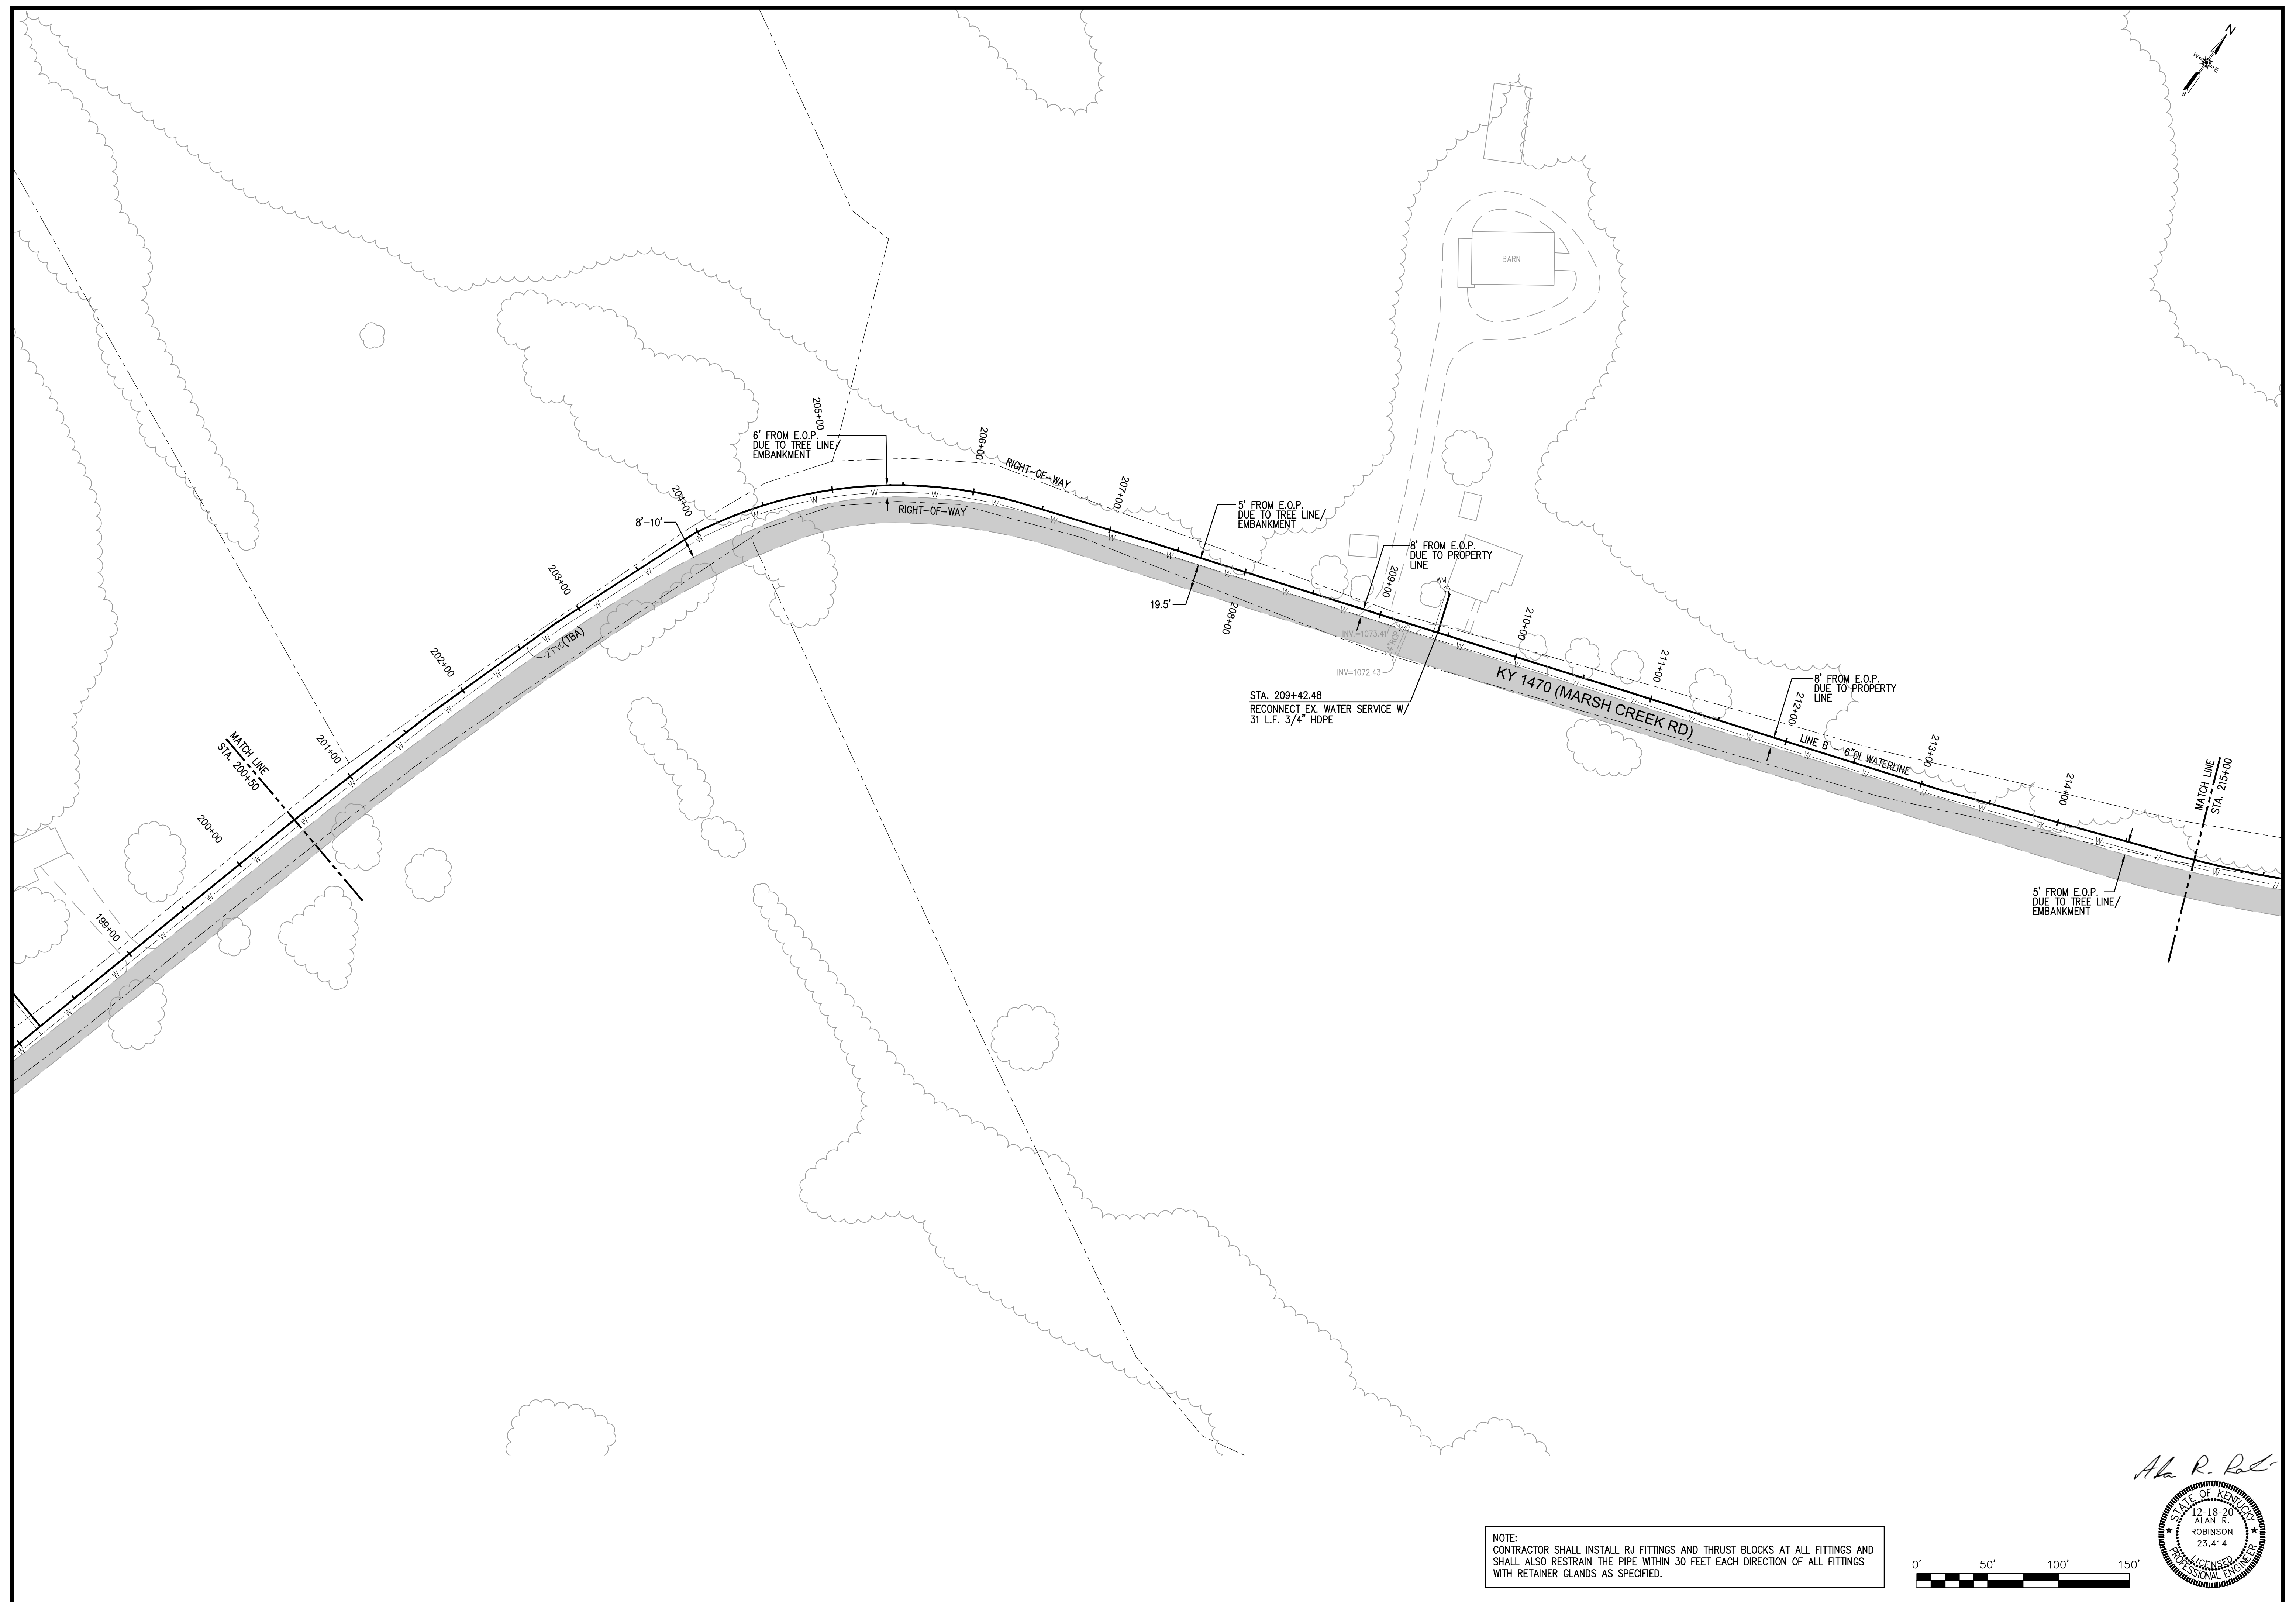 N
W
E
S
BARN
205+00
6' FROM E.O.P.
DUE TO TREE LINE/
EMBANKMENT
206+00
RIGHT-OF-WAY
207+00
204+00
8'-10'
RIGHT-OF-WAY
5' FROM E.O.P.
DUE TO TREE LINE/
EMBANKMENT
8' FROM E.O.P.
DUE TO PROPERTY
LINE
203+00
209+00
WM
19.5'
208+00
210+00
INV.=1073.41
INV=1072.43
2"PVC (TBA)
202+00
211+00
KY 1470 (MARSH CREEK RD)
8' FROM E.O.P.
DUE TO PROPERTY
LINE
STA. 209+42.48
RECONNECT EX. WATER SERVICE W/
31 L.F. 3/4" HDPE
212+00
LINE B - 6"DI WATERLINE
213+00
201+00
MATCH LINE
STA. 200+50
214+00
MATCH LINE
STA. 215+00
200+00
199+00
5' FROM E.O.P.
DUE TO TREE LINE/
EMBANKMENT
W W W W W W W W W W W W W W W W W W W W W W W W W W W W W W W W W W W W W W W W
NOTE:
CONTRACTOR SHALL INSTALL RJ FITTINGS AND THRUST BLOCKS AT ALL FITTINGS AND
SHALL ALSO RESTRAIN THE PIPE WITHIN 30 FEET EACH DIRECTION OF ALL FITTINGS
WITH RETAINER GLANDS AS SPECIFIED.
0' 50' 100' 150'
STATE OF KENTUCKY
12-18-20
ALAN R.
ROBINSON
23,414
LICENSED
PROFESSIONAL ENGINEER